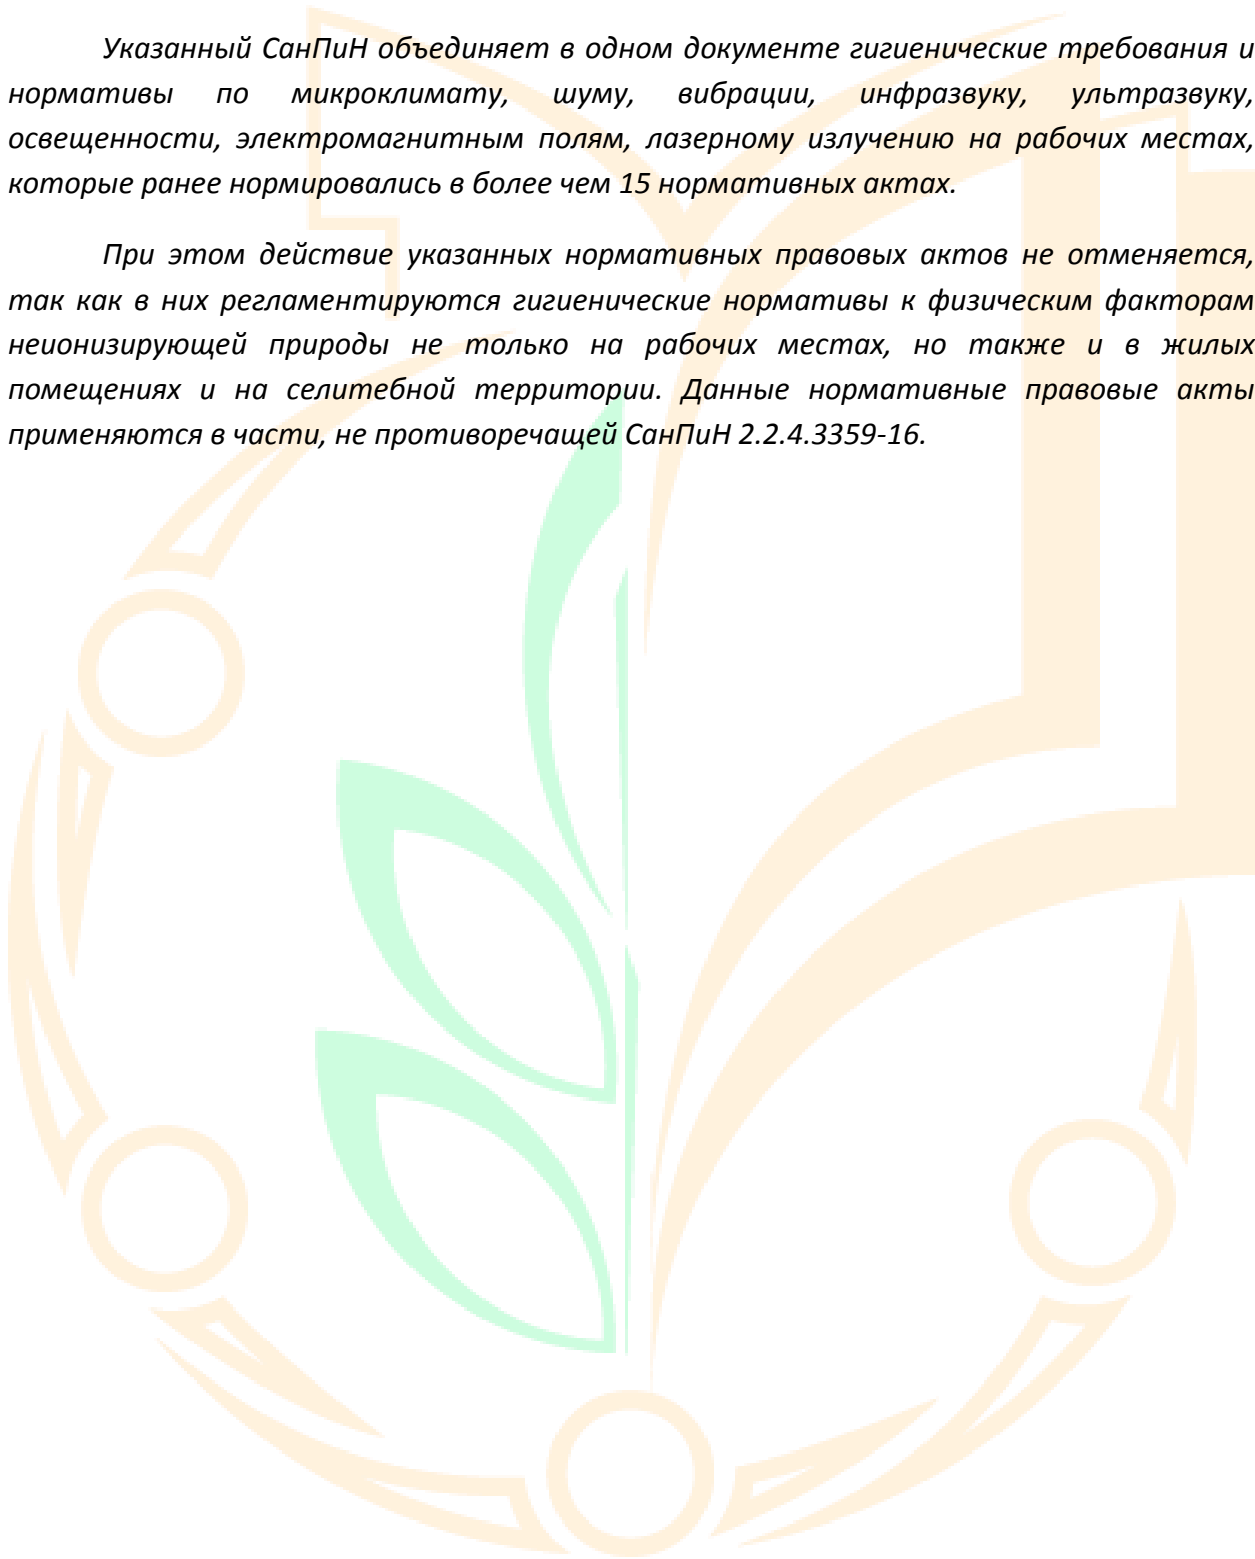 Указанный СанПиН объединяет в одном документе гигиенические требования и
нормативы по микроклимату, шуму, вибрации, инфразвуку, ультразвуку,
освещенности, электромагнитным полям, лазерному излучению на рабочих местах,
которые ранее нормировались в более чем 15 нормативных актах.
При этом действие указанных нормативных правовых актов не отменяется,
так как в них регламентируются гигиенические нормативы к физическим факторам
неионизирующей природы не только на рабочих местах, но также и в жилых
помещениях и на селитебной территории. Данные нормативные правовые акты
применяются в части, не противоречащей СанПиН 2.2.4.3359-16.